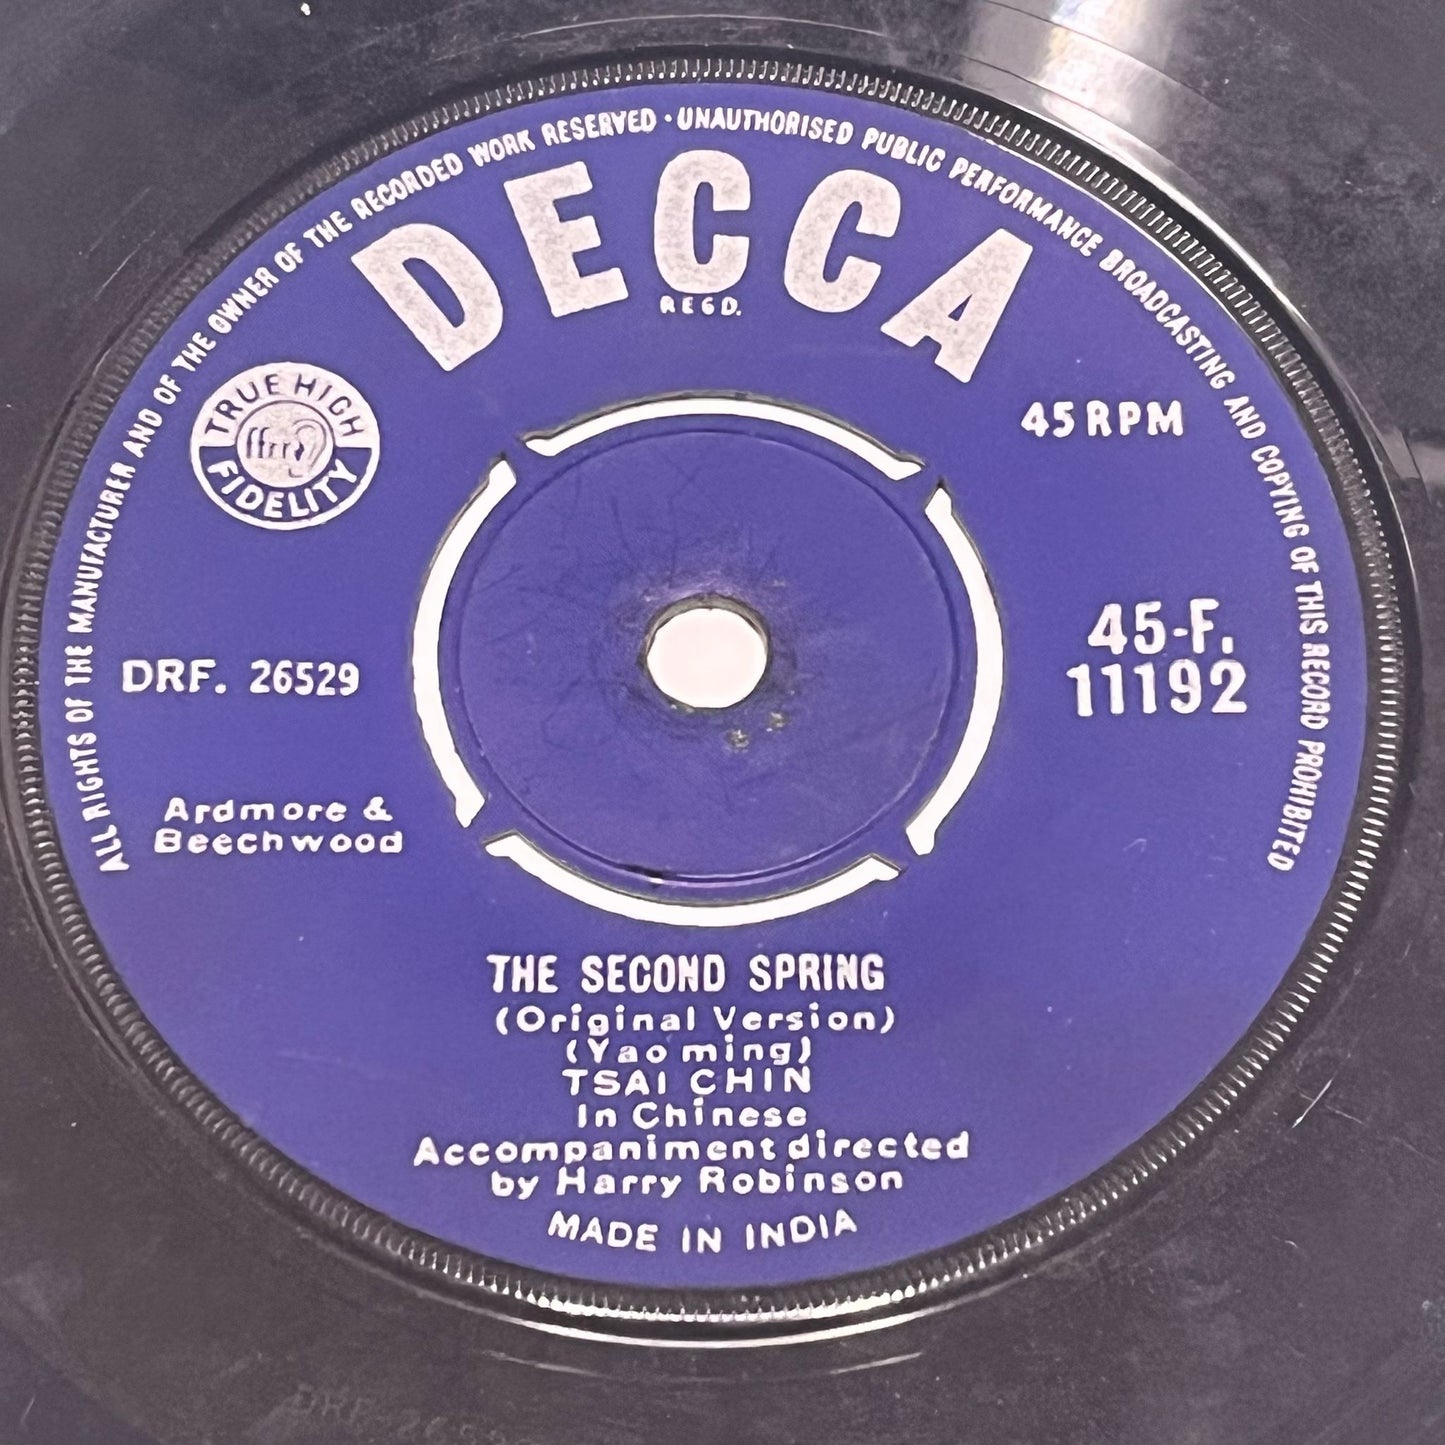 ALL RIGHTS OF THE MANUFACTURER AND OF THE OWNER OF THE RECORDED WORK RESERVED · UNAUTHORISED PUBLIC PERFORMANCE BROADCASTING AND COPYING OF THIS RECORD PROHIBITED
DECCA
REGD.
TRUE HIGH
ffrr
FIDELITY
45 RPM
45-F.
11192
DRF. 26529
Ardmore &
Beechwood
THE SECOND SPRING
(Original Version)
(Yao ming)
TSAI CHIN
In Chinese
Accompaniment directed
by Harry Robinson
MADE IN INDIA